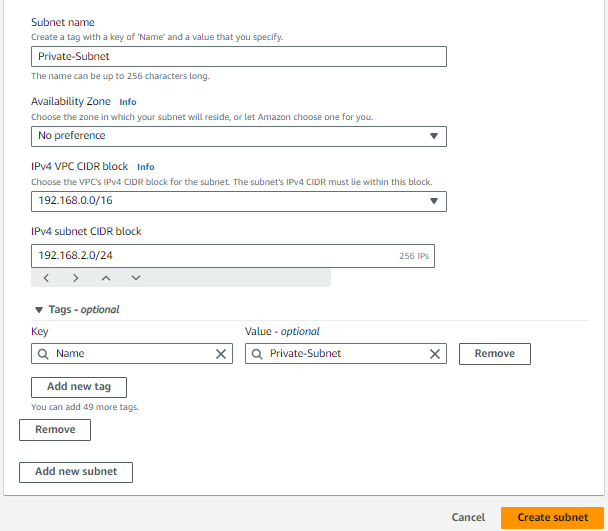 Subnet name
Create a tag with a key of 'Name' and a value that you specify.
Private-Subnet
The name can be up to 256 characters long.
Availability Zone Info
Choose the zone in which your subnet will reside, or let Amazon choose one for you.
No preference
IPv4 VPC CIDR block Info
Choose the VPC's IPv4 CIDR block for the subnet. The subnet's IPv4 CIDR must lie within this block.
192.168.0.0/16
IPv4 subnet CIDR block
192.168.2.0/24 256 IPs
Tags - optional
Key Value - optional
Name Private-Subnet Remove
Add new tag
You can add 49 more tags.
Remove
Add new subnet
Cancel Create subnet